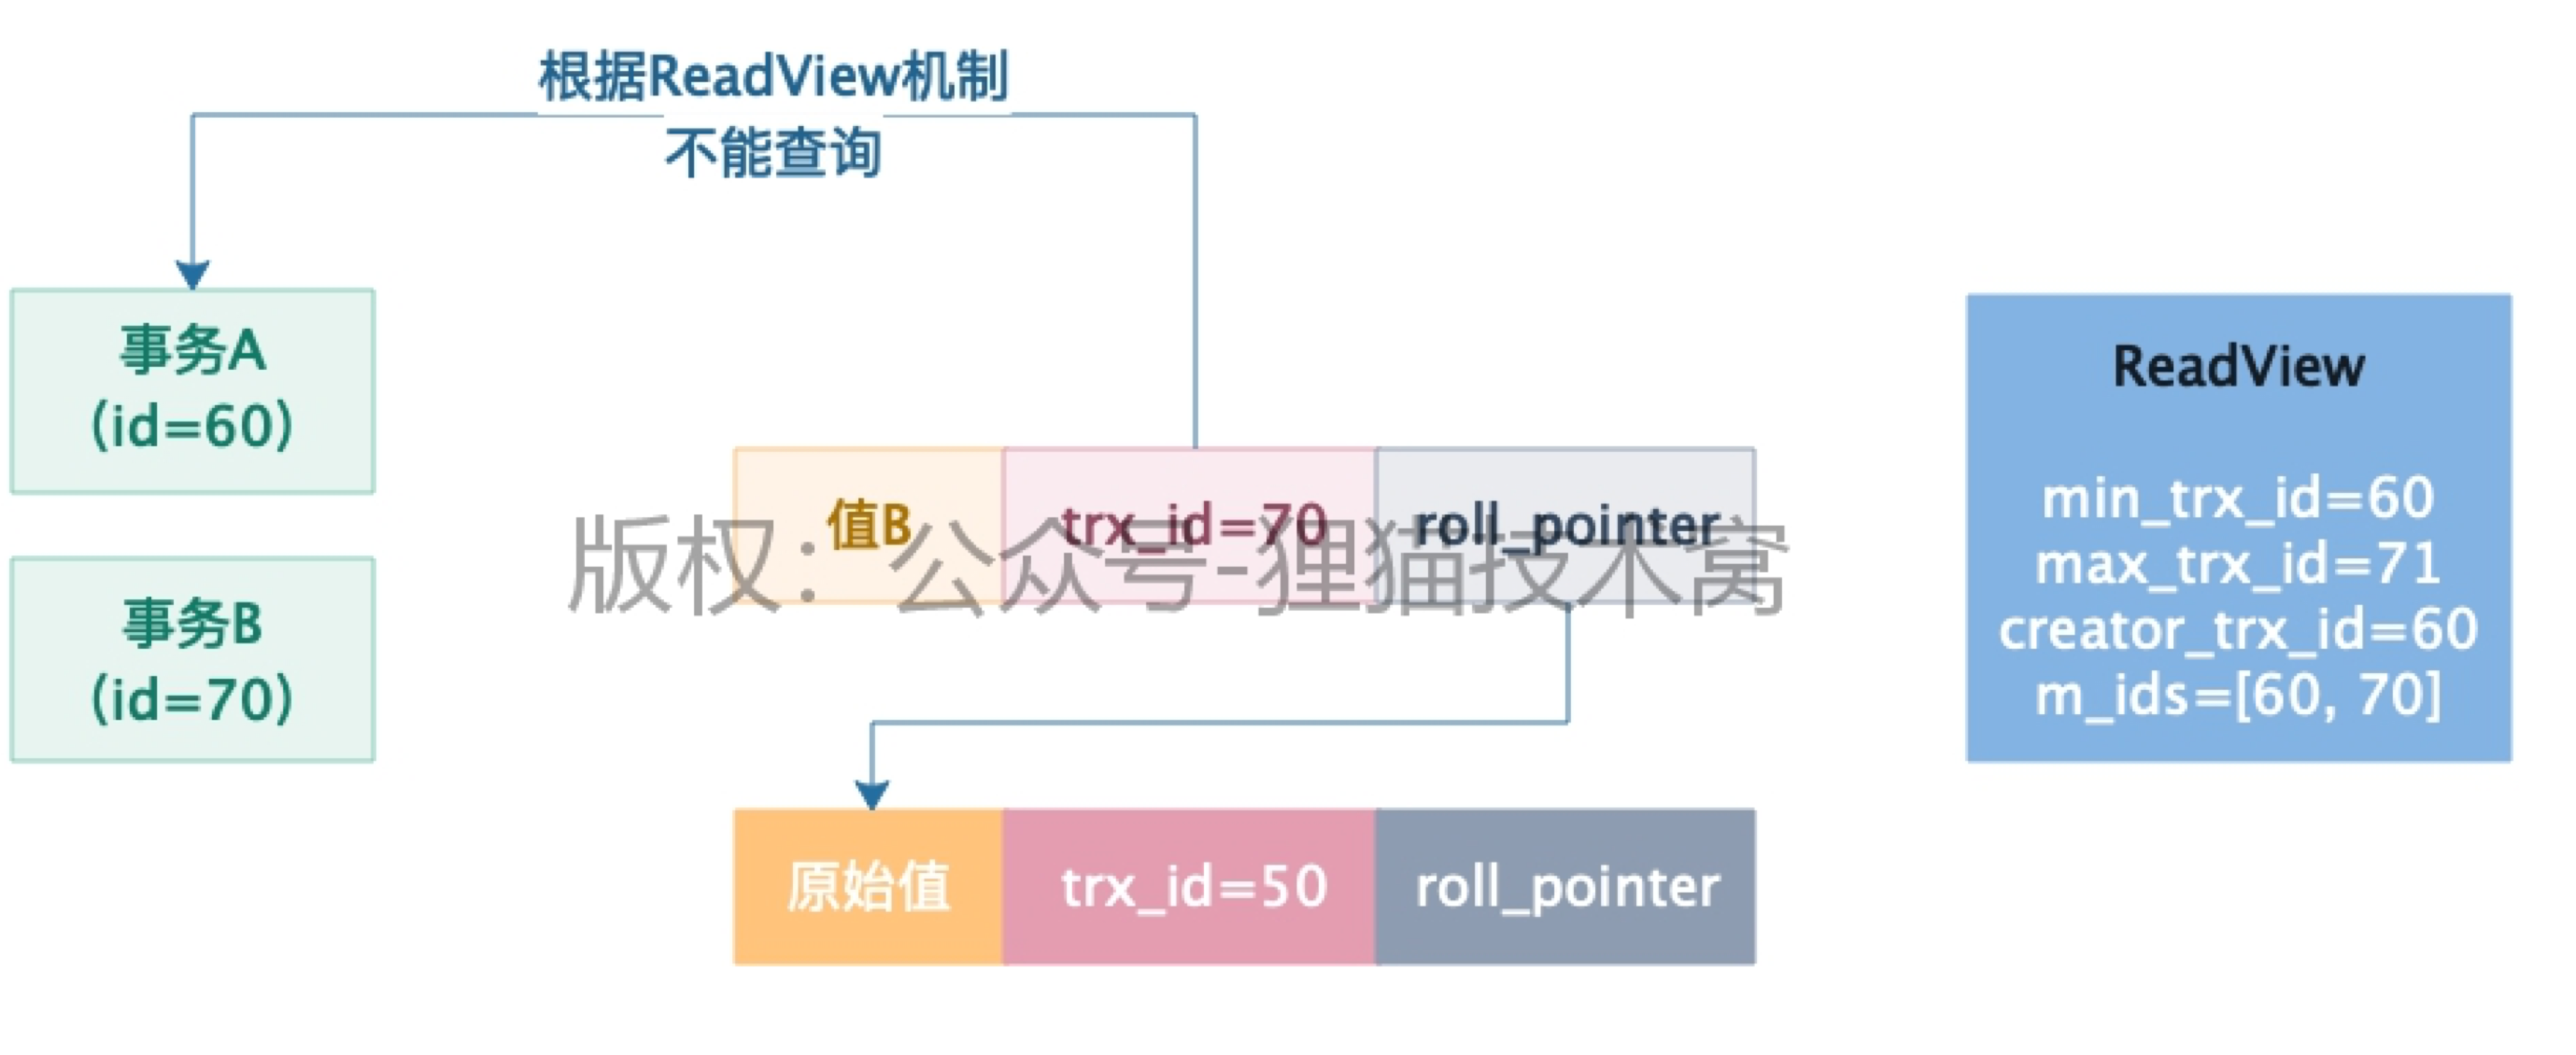 根据ReadView机制
不能查询
事务A
(id=60)
事务B
(id=70)
值B
trx_id=70
roll_pointer
版权：公众号-狸猫技术窝
原始值
trx_id=50
roll_pointer
ReadView
min_trx_id=60
max_trx_id=71
creator_trx_id=60
m_ids=[60, 70]